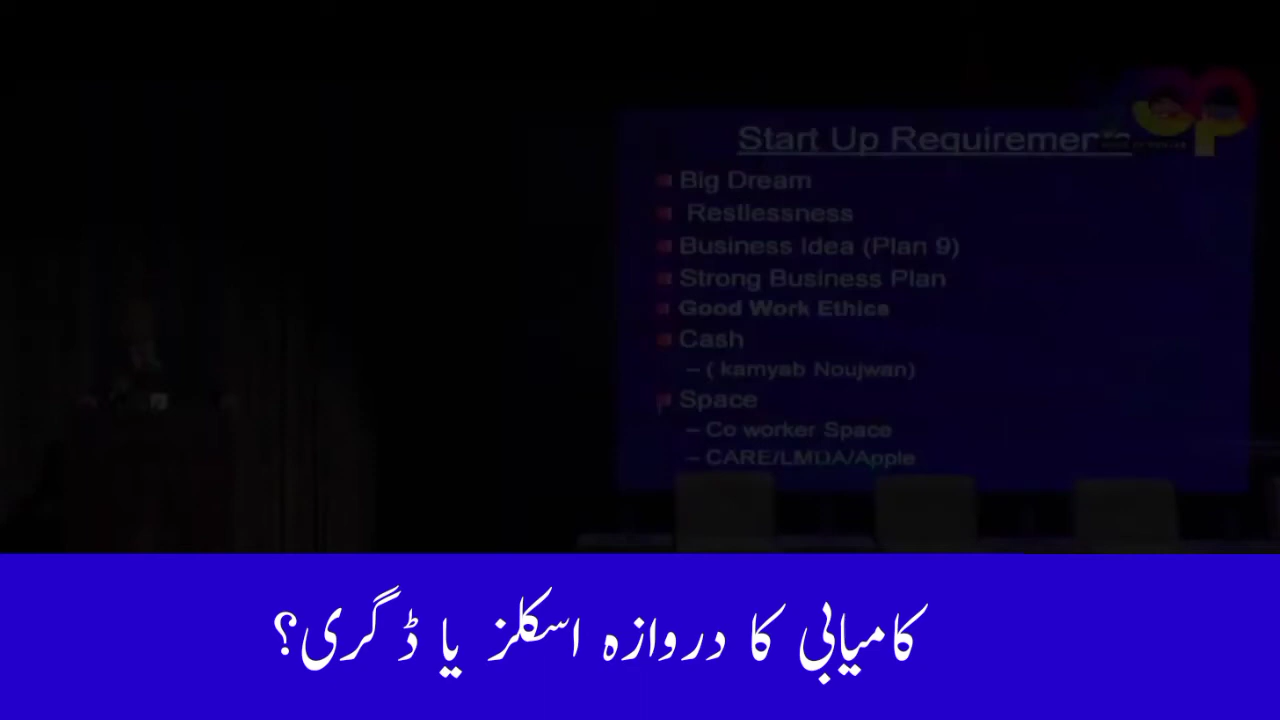 Start Up Requirements
Big Dream
Restlessness
Business Idea (Plan 9)
Strong Business Plan
Good Work Ethics
Cash
– ( kamyab Noujwan)
Space
– Co worker Space
– CARE/LMDA/Apple
کامیابی کا دروازہ اسکلز یا ڈگری؟